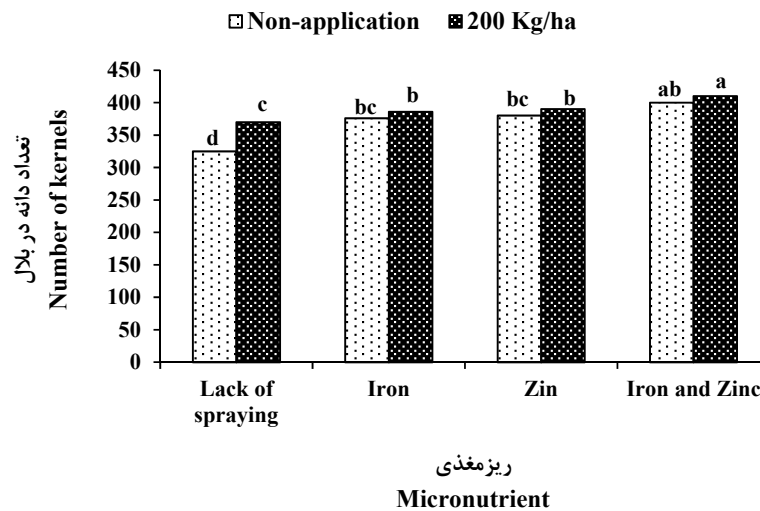 Non-application 200 Kg/ha
تعداد دانه در بلال
Number of kernels
450
400
350
300
250
200
150
100
50
0
d c bc b bc b ab a
Lack of spraying
Iron
Zin
Iron and Zinc
ریزمغذی
Micronutrient